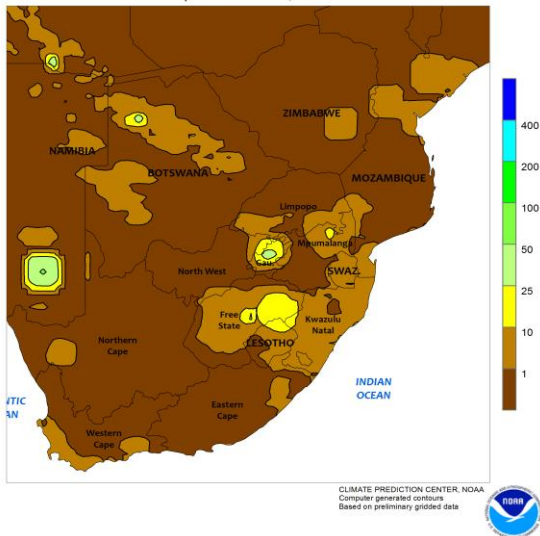 ZIMBABWE
NAMIBIA
BOTSWANA
MOZAMBIQUE
Limpopo
Mpumalanga
Gau.
North West
SWAZ.
Free
State
Kwazulu
Natal
LESOTHO
Northern
Cape
Eastern
Cape
Western
Cape
INDIAN
OCEAN
NTIC
AN
400
200
100
50
25
10
1
CLIMATE PREDICTION CENTER, NOAA
Computer generated contours
Based on preliminary gridded data
NOAA